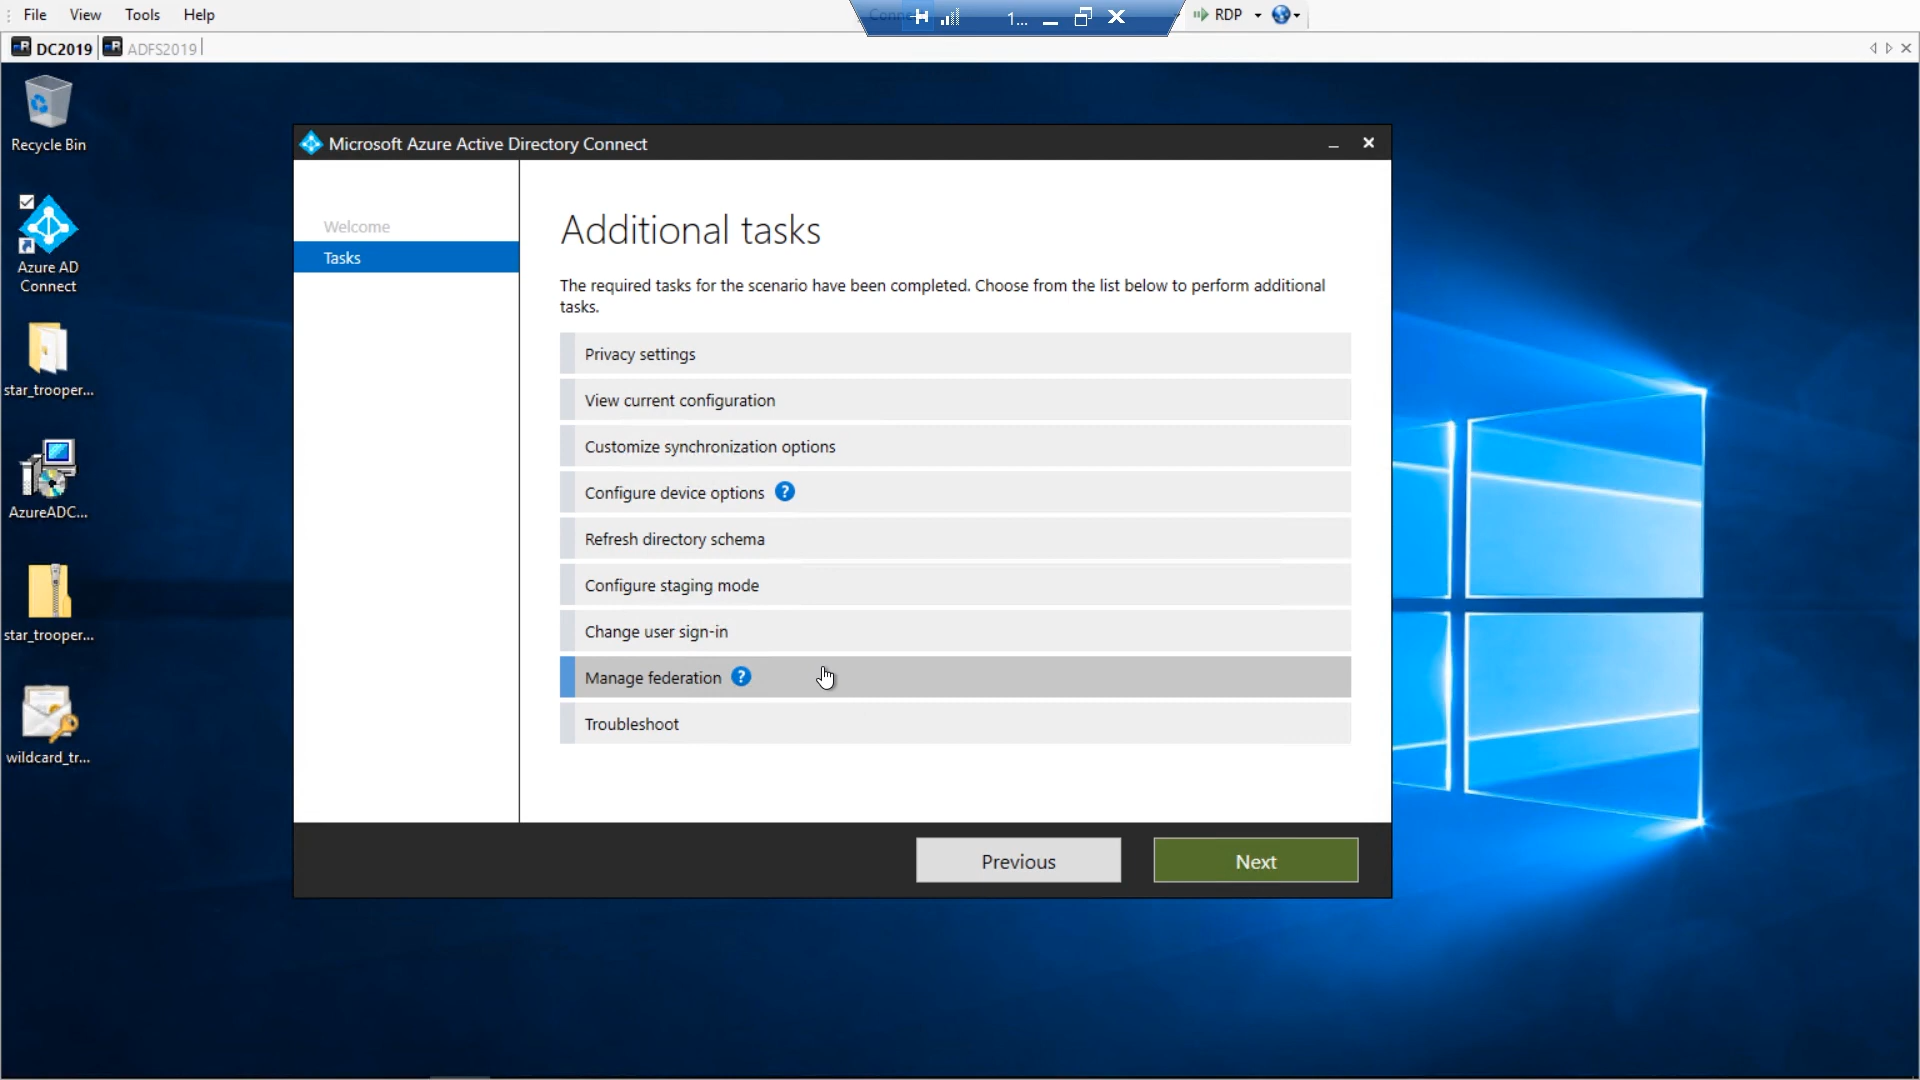 File View Tools Help
1...
RDP
DC2019 ADFS2019
Recycle Bin
Azure AD
Connect
star_trooper...
AzureADC...
star_trooper...
wildcard_tr...
Microsoft Azure Active Directory Connect
Welcome
Tasks
Additional tasks
The required tasks for the scenario have been completed. Choose from the list below to perform additional
tasks.
Privacy settings
View current configuration
Customize synchronization options
Configure device options ?
Refresh directory schema
Configure staging mode
Change user sign-in
Manage federation ?
Troubleshoot
Previous
Next